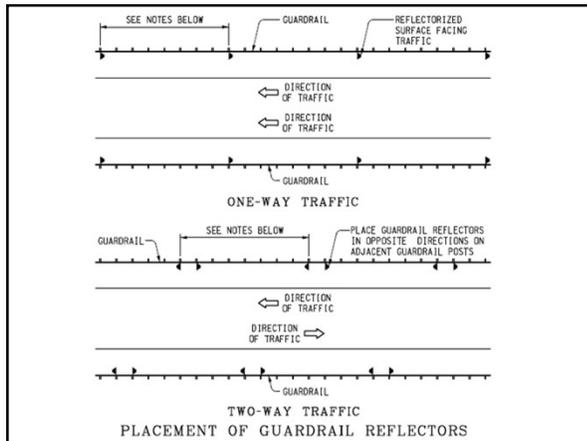 SEE NOTES BELOW
GUARDRAIL
REFLECTORIZED
SURFACE FACING
TRAFFIC
DIRECTION
OF TRAFFIC
DIRECTION
OF TRAFFIC
GUARDRAIL
ONE-WAY TRAFFIC
GUARDRAIL
SEE NOTES BELOW
PLACE GUARDRAIL REFLECTORS
IN OPPOSITE DIRECTIONS ON
ADJACENT GUARDRAIL POSTS
DIRECTION
OF TRAFFIC
DIRECTION
OF TRAFFIC
GUARDRAIL
TWO-WAY TRAFFIC
PLACEMENT OF GUARDRAIL REFLECTORS